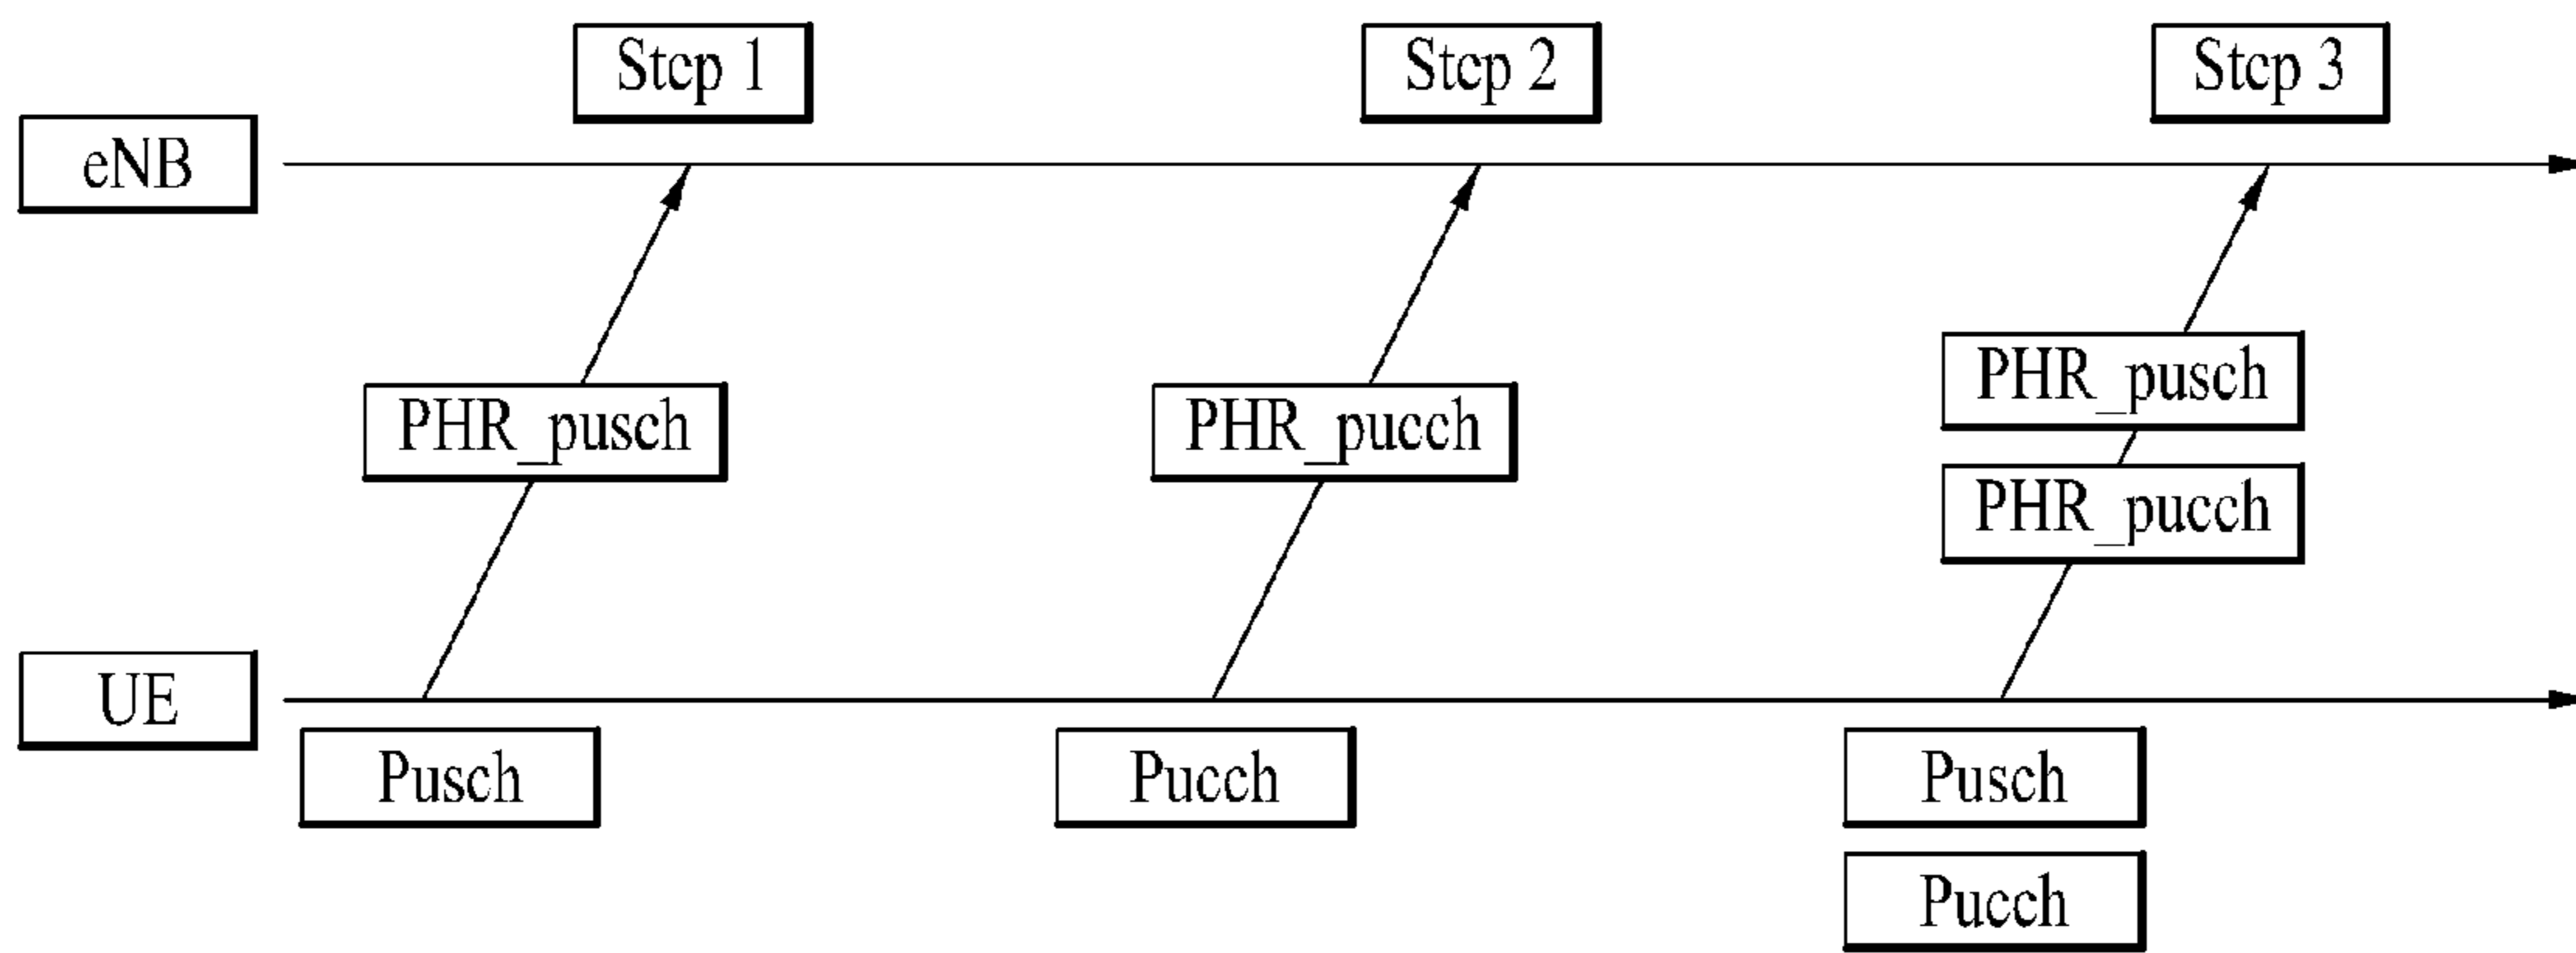 Step 1
Step 2
Step 3
eNB
PHR_pusch
PHR_pucch
PHR_pusch
PHR_pucch
UE
Pusch
Pucch
Pusch
Pucch